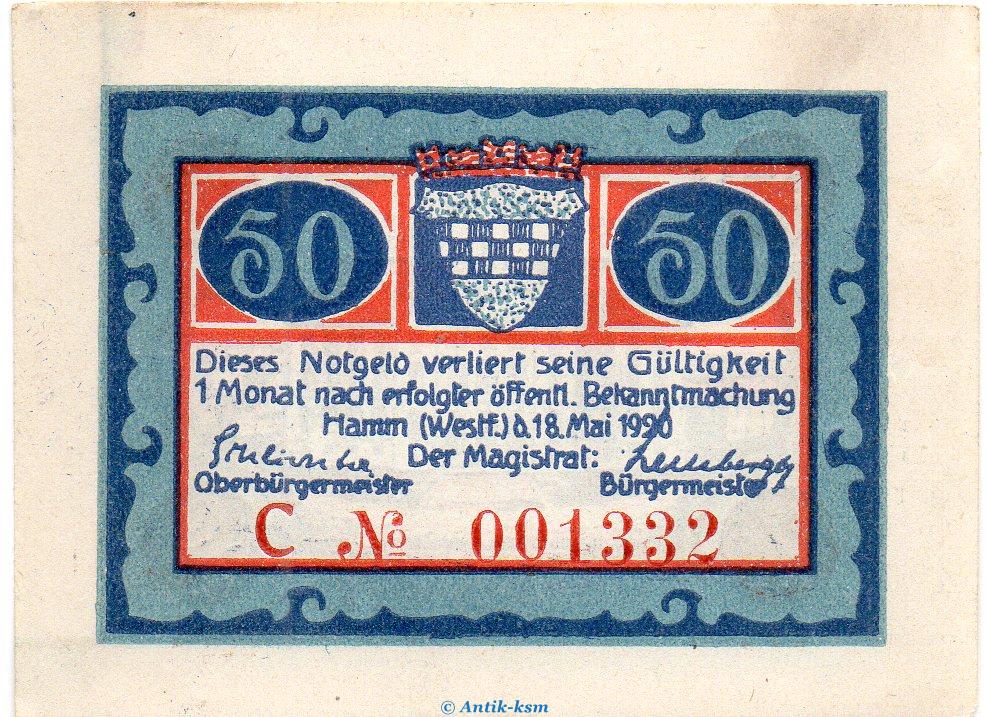 50 50
Dieses Notgeld verliert seine Gültigkeit
1 Monat nach erfolgter öffentl. Bekanntmachung
Hamm (Westf.) d. 18. Mai 1920
Der Magistrat:
Oberbürgermeister Bürgermeister
C № 001332
© Antik-ksm